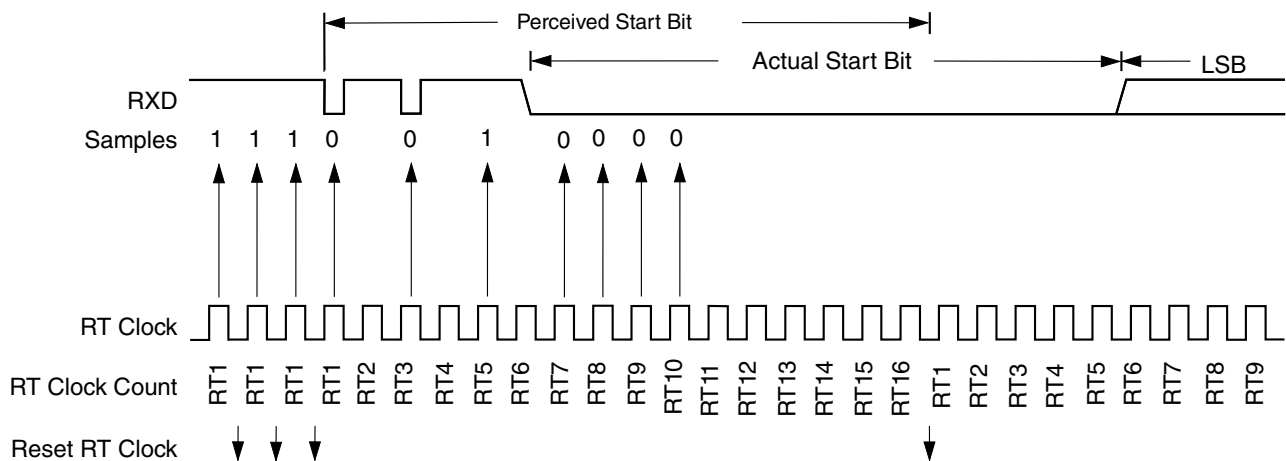 Perceived Start Bit
Actual Start Bit
LSB
RXD
Samples 1 1 1 0 0 1 0 0 0 0
RT Clock
RT Clock Count RT1 RT1 RT1 RT1 RT2 RT3 RT4 RT5 RT6 RT7 RT8 RT9 RT10 RT11 RT12 RT13 RT14 RT15 RT16 RT1 RT2 RT3 RT4 RT5 RT6 RT7 RT8 RT9
Reset RT Clock